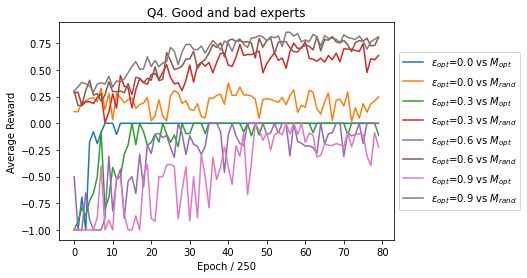 Q4. Good and bad experts
Average Reward
0.75
0.50
0.25
0.00
−0.25
−0.50
−0.75
−1.00
0 10 20 30 40 50 60 70 80
Epoch / 250
ε_opt=0.0 vs M_opt
ε_opt=0.0 vs M_rand
ε_opt=0.3 vs M_opt
ε_opt=0.3 vs M_rand
ε_opt=0.6 vs M_opt
ε_opt=0.6 vs M_rand
ε_opt=0.9 vs M_opt
ε_opt=0.9 vs M_rand